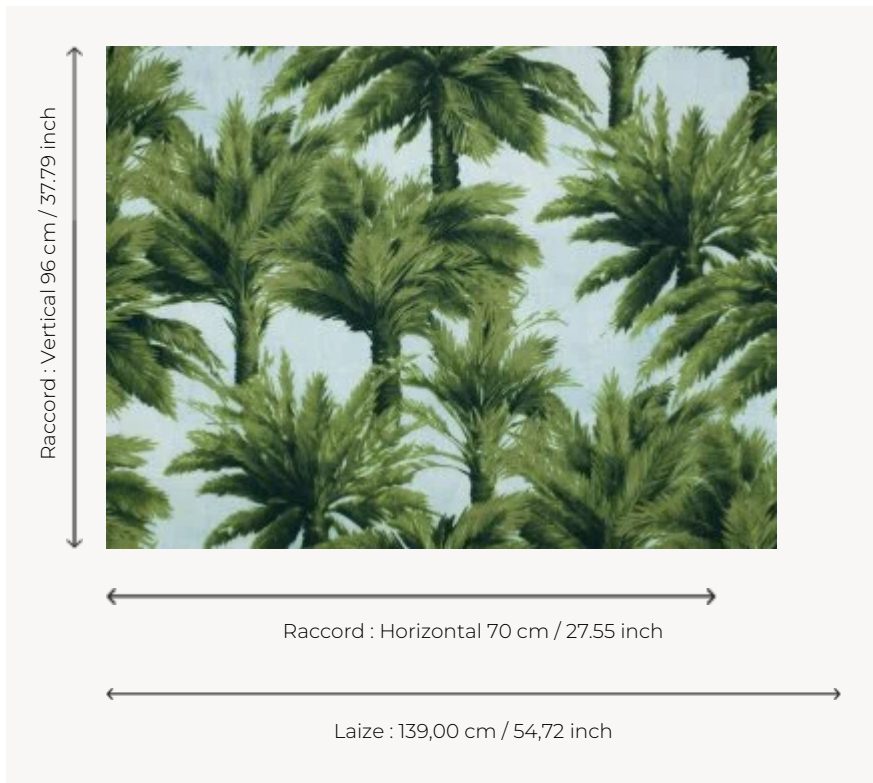 Raccord : Vertical 96 cm / 37.79 inch
Raccord : Horizontal 70 cm / 27.55 inch
Laize : 139,00 cm / 54,72 inch